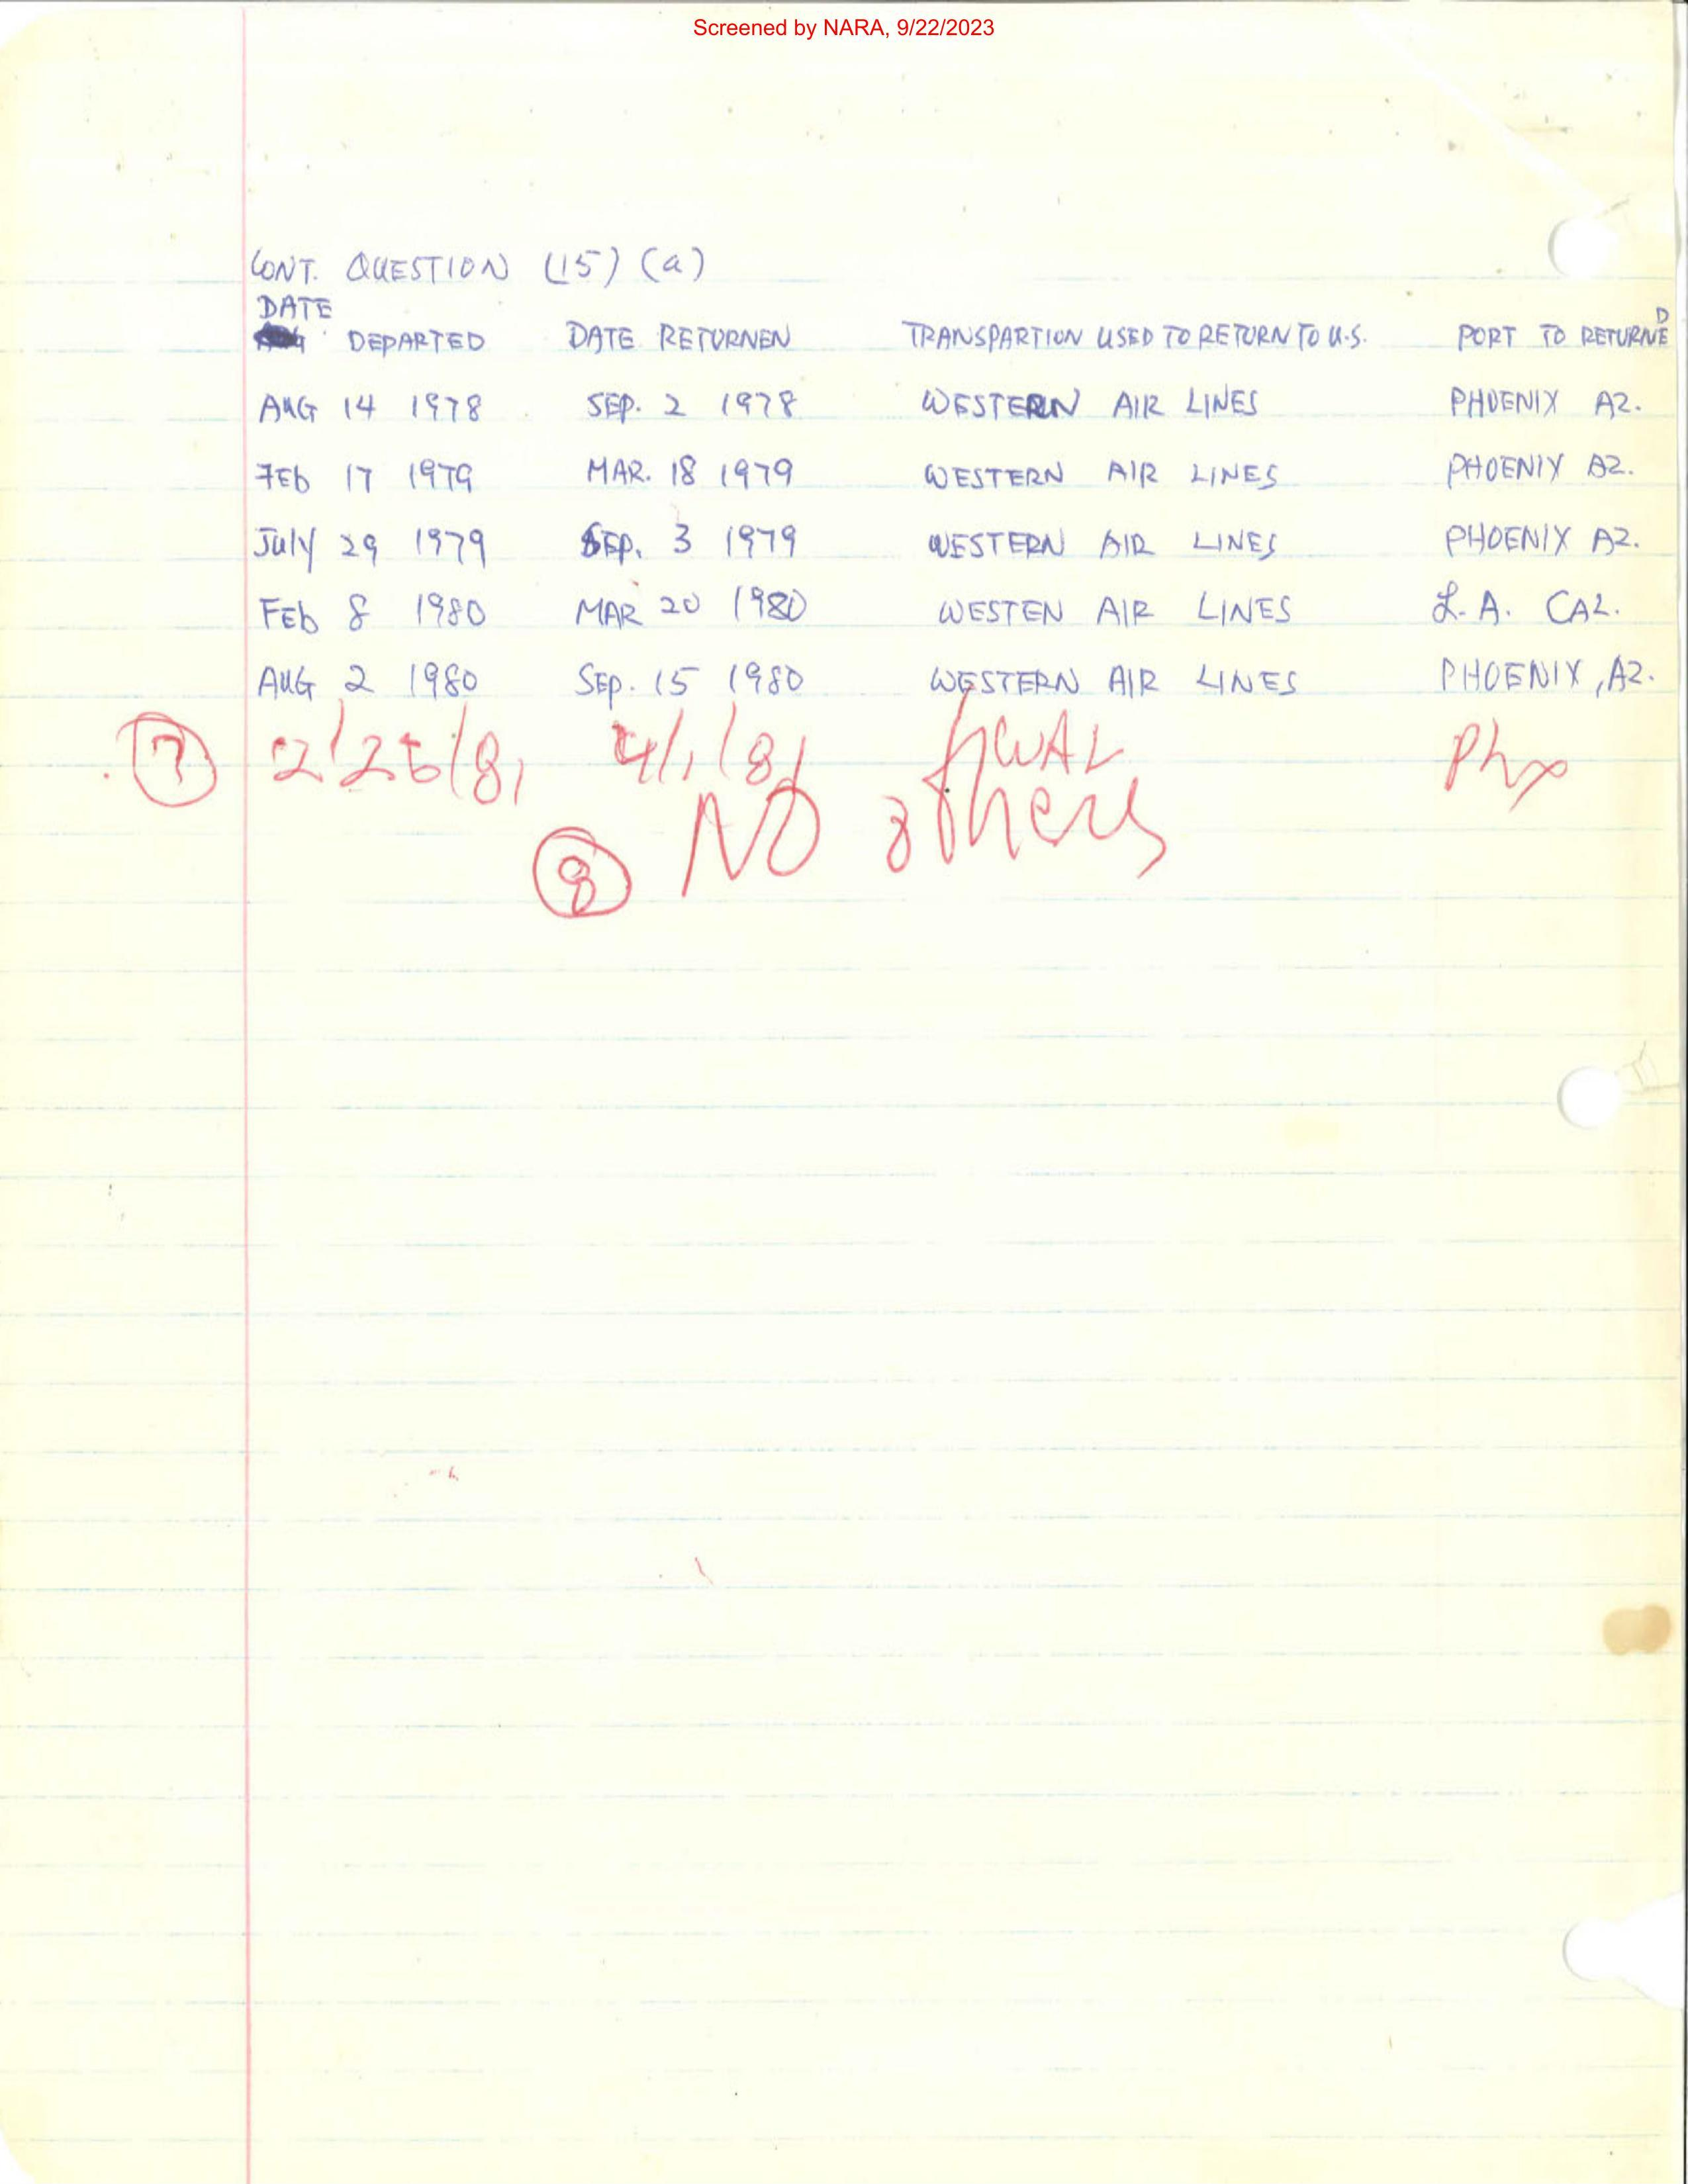 Screened by NARA, 9/22/2023
CONT. QUESTION (15) (a)
DATE
DEPARTED DATE RETURNEN TRANSPARTION USED TO RETURN TO U.S. PORT TO RETURNED
AUG 14 1978 SEP. 2 1978 WESTERN AIR LINES PHOENIX AZ.
FEb 17 1979 MAR. 18 1979 WESTERN AIR LINES PHOENIX AZ.
July 29 1979 SEP. 3 1979 WESTERN AIR LINES PHOENIX AZ.
FEb 8 1980 MAR 20 1980 WESTEN AIR LINES L.A. CAL.
AUG 2 1980 SEP. 15 1980 WESTERN AIR LINES PHOENIX, AZ.
7 4/1/81 WAL Phx
8 NO others